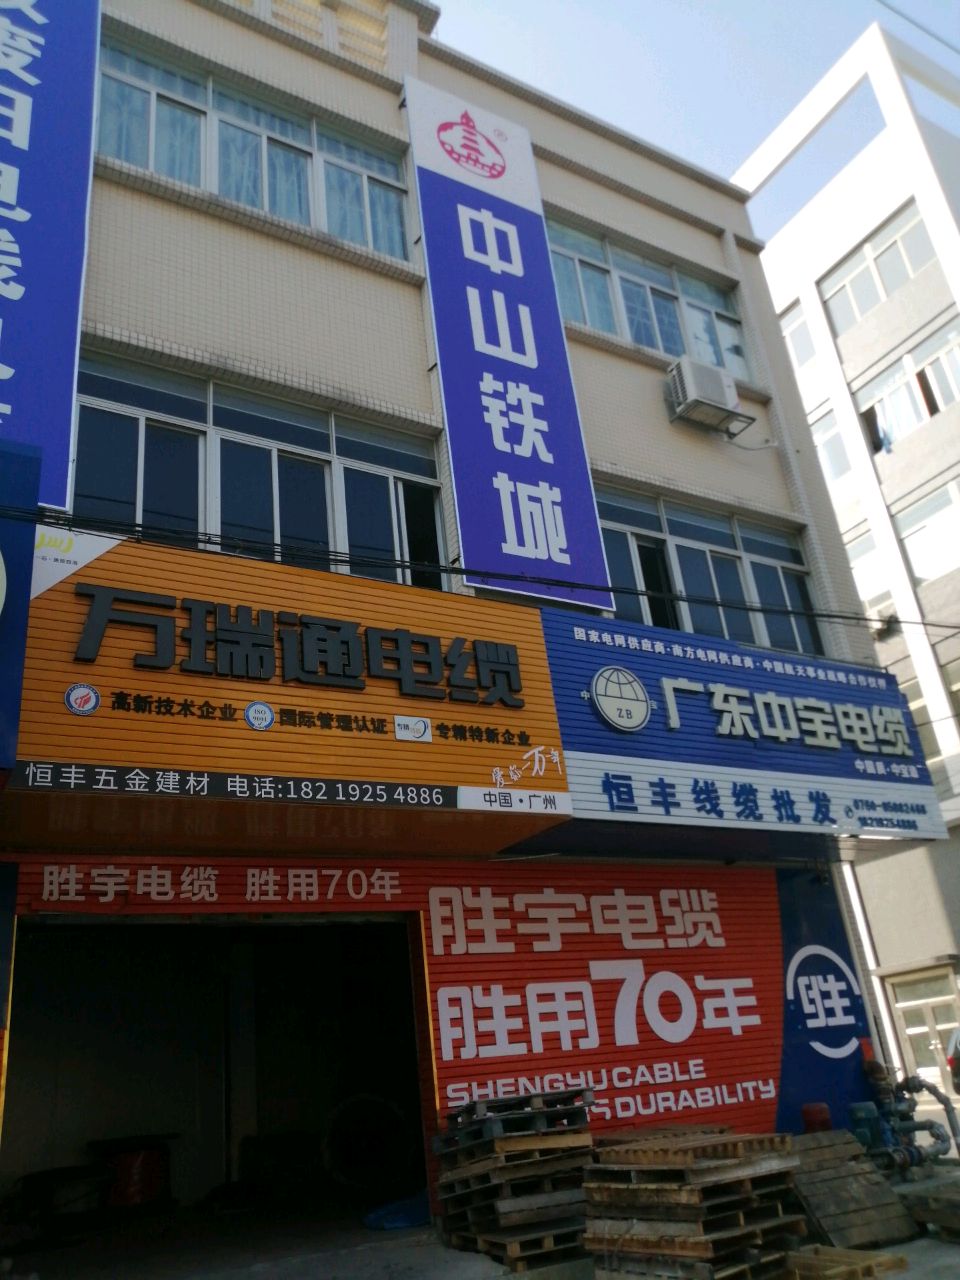 中山铁城
万瑞通电缆
高新技术企业
ISO
9001
国际管理认证
专精特新企业
恒丰五金建材 电话:18219254886
中国·广州
国家电网供应商·南方电网供应商·中国航天事业战略合作伙伴
ZB
广东中宝电缆
恒丰线缆批发
18219254886
胜宇电缆 胜用70年
胜宇电缆
胜用70年
SHENGYU CABLE
DURABILITY
胜